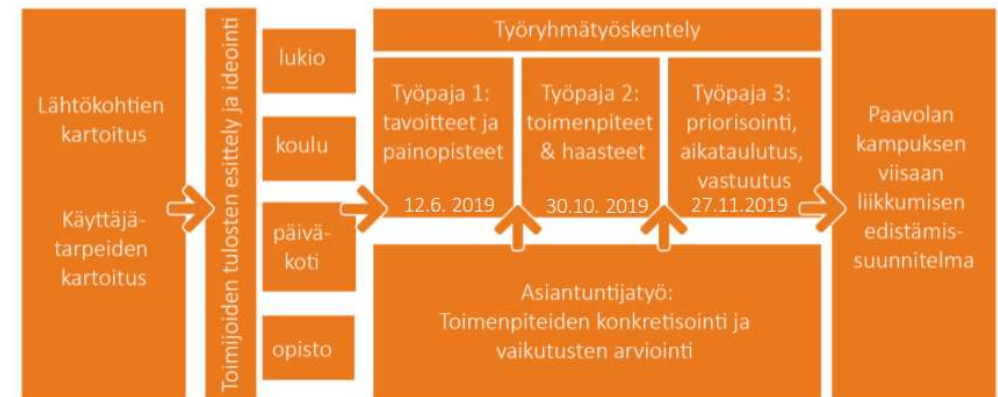 Lähtökohtien
kartoitus
Käyttäjä-
tarpeiden
kartoitus
Toimijoiden tulosten esittely ja ideointi
lukio
koulu
päivä-
koti
opisto
Työryhmätyöskentely
Työpaja 1:
tavoitteet ja
painopisteet
12.6. 2019
Työpaja 2:
toimenpiteet
& haasteet
30.10. 2019
Työpaja 3:
priorisointi,
aikataulutus,
vastuutus
27.11.2019
Asiantuntijatyö:
Toimenpiteiden konkretisointi ja
vaikutusten arviointi
Paavolan
kampuksen
viisaan
liikkumisen
edistämis-
suunnitelma